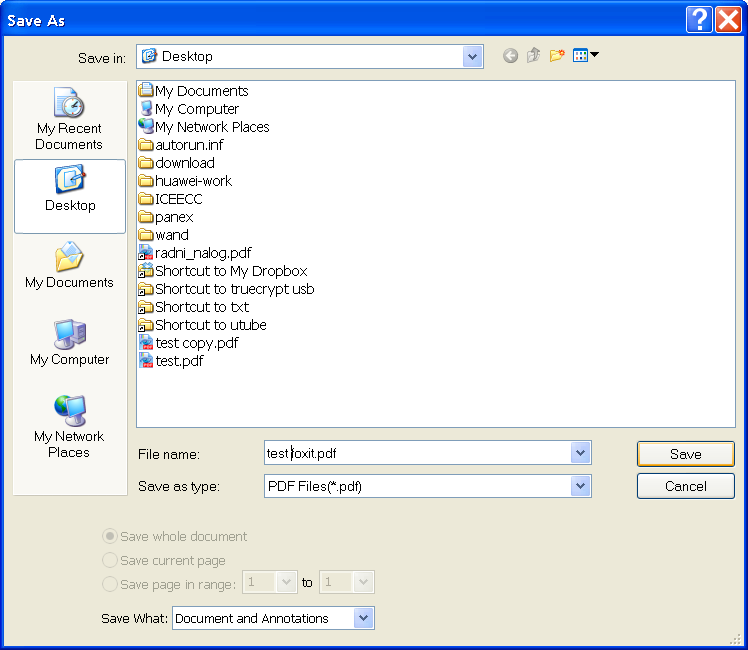 Save As
Save in: Desktop
My Recent
Documents
Desktop
My Documents
My Computer
My Network
Places
My Documents
My Computer
My Network Places
autorun.inf
download
huawei-work
ICEECC
panex
wand
radni_nalog.pdf
Shortcut to My Dropbox
Shortcut to truecrypt usb
Shortcut to txt
Shortcut to utube
test copy.pdf
test.pdf
File name: test foxit.pdf
Save
Save as type: PDF Files(*.pdf)
Cancel
Save whole document
Save current page
Save page in range: 1 to 1
Save What: Document and Annotations